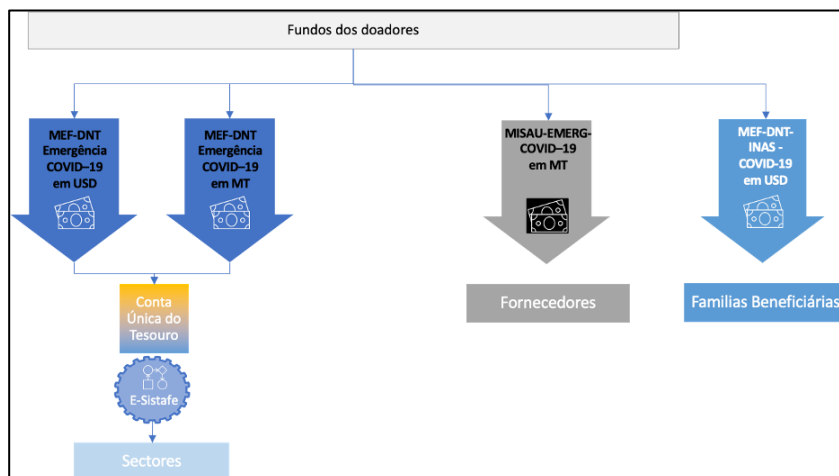 Fundos dos doadores
MEF-DNT
Emergência
COVID–19
em USD
MEF-DNT
Emergência
COVID–19
em MT
MISAU-EMERG-
COVID–19
em MT
MEF-DNT-
INAS -
COVID-19
em USD
Conta
Única do
Tesouro
Fornecedores
Familias Beneficiárias
E-Sistafe
Sectores